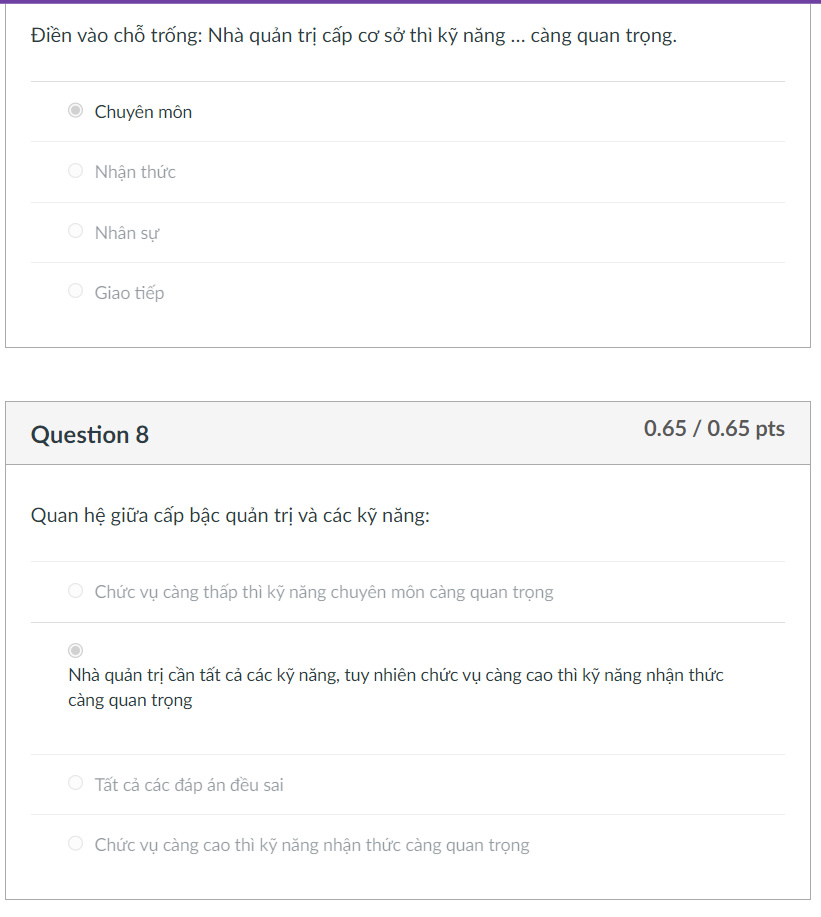 Điền vào chỗ trống: Nhà quản trị cấp cơ sở thì kỹ năng ... càng quan trọng.
Chuyên môn
Nhận thức
Nhân sự
Giao tiếp
Question 8
0.65 / 0.65 pts
Quan hệ giữa cấp bậc quản trị và các kỹ năng:
Chức vụ càng thấp thì kỹ năng chuyên môn càng quan trọng
Nhà quản trị cần tất cả các kỹ năng, tuy nhiên chức vụ càng cao thì kỹ năng nhận thức
càng quan trọng
Tất cả các đáp án đều sai
Chức vụ càng cao thì kỹ năng nhận thức càng quan trọng